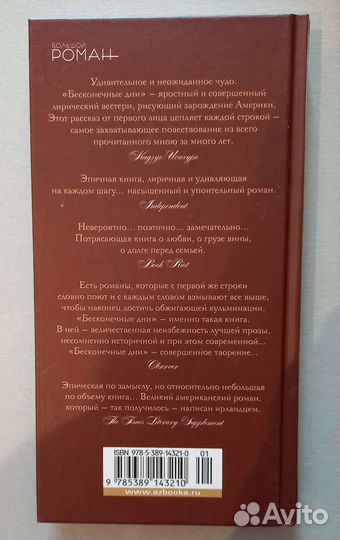 БОЛЬШОЙ
РОМАН
Удивительное и неожиданное чудо.
«Бесконечные дни» – яростный и совершенный
лирический вестерн, рисующий зарождение Америки.
Этот рассказ от первого лица цепляет каждой строкой –
самое захватывающее повествование из всего
прочитанного мною за много лет.
Кадзуо Исигуро
Эпичная книга, лиричная и удивляющая
на каждом шагу... насыщенный и упоительный роман.
Independent
Невероятно... поэтично... замечательно...
Потрясающая книга о любви, о грузе вины,
о долге перед семьей.
Book Riot
Есть романы, которые с первой же строки
словно поют и с каждым словом взмывают все выше,
чтобы наконец достичь обжигающей кульминации.
«Бесконечные дни» – именно такая книга.
В ней – величественная неизбежность лучшей прозы,
несомненно историчной и при этом современной...
«Бесконечные дни» – совершенное творение...
Observer
Эпическая по замыслу, но относительно небольшая
по объему книга... Великий американский роман,
который – так получилось – написан ирландцем.
The Times Literary Supplement
ISBN 978-5-389-14321-0
01
9 785389 143210
www.azbooka.ru
Avito